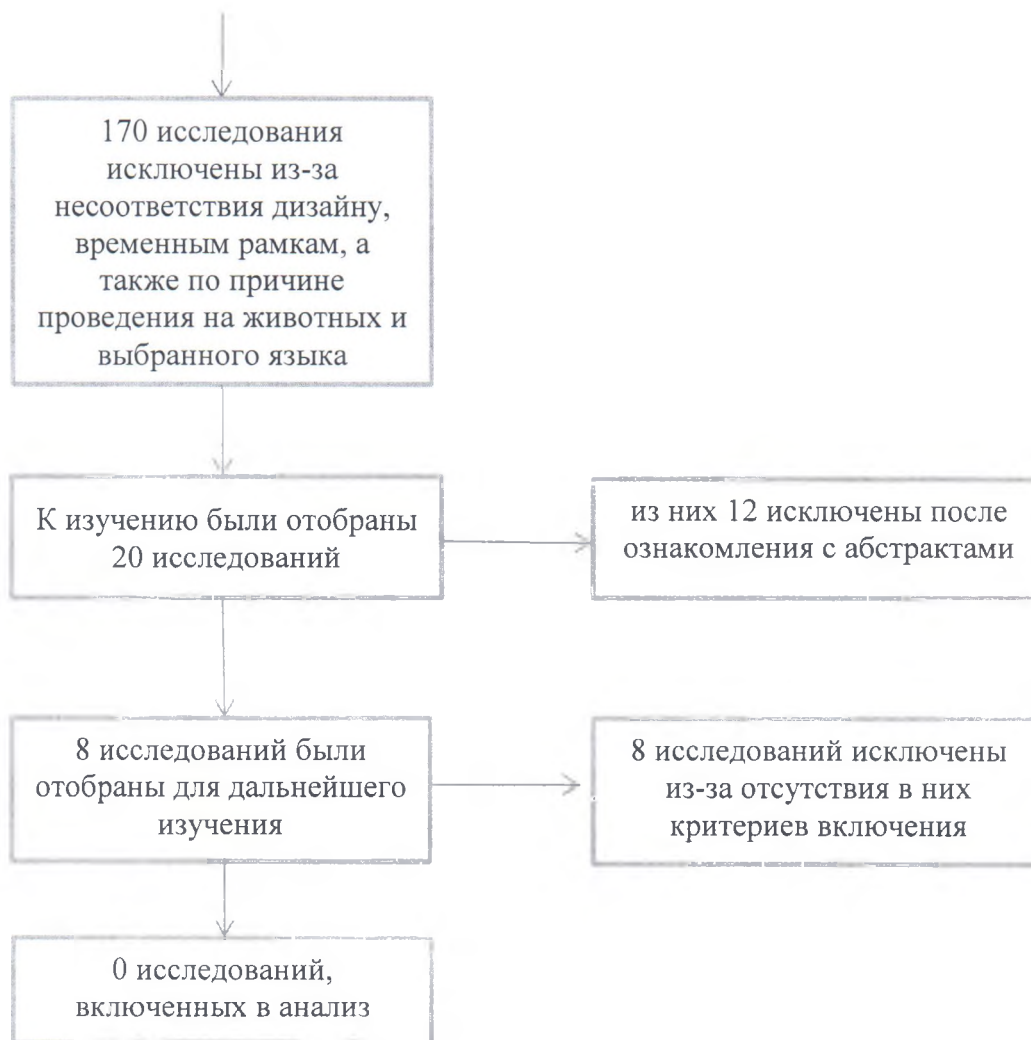 170 исследования
исключены из-за
несоответствия дизайну,
временным рамкам, а
также по причине
проведения на животных и
выбранного языка
К изучению были отобраны
20 исследований
из них 12 исключены после
ознакомления с абстрактами
8 исследований были
отобраны для дальнейшего
изучения
8 исследований исключены
из-за отсутствия в них
критериев включения
0 исследований,
включенных в анализ